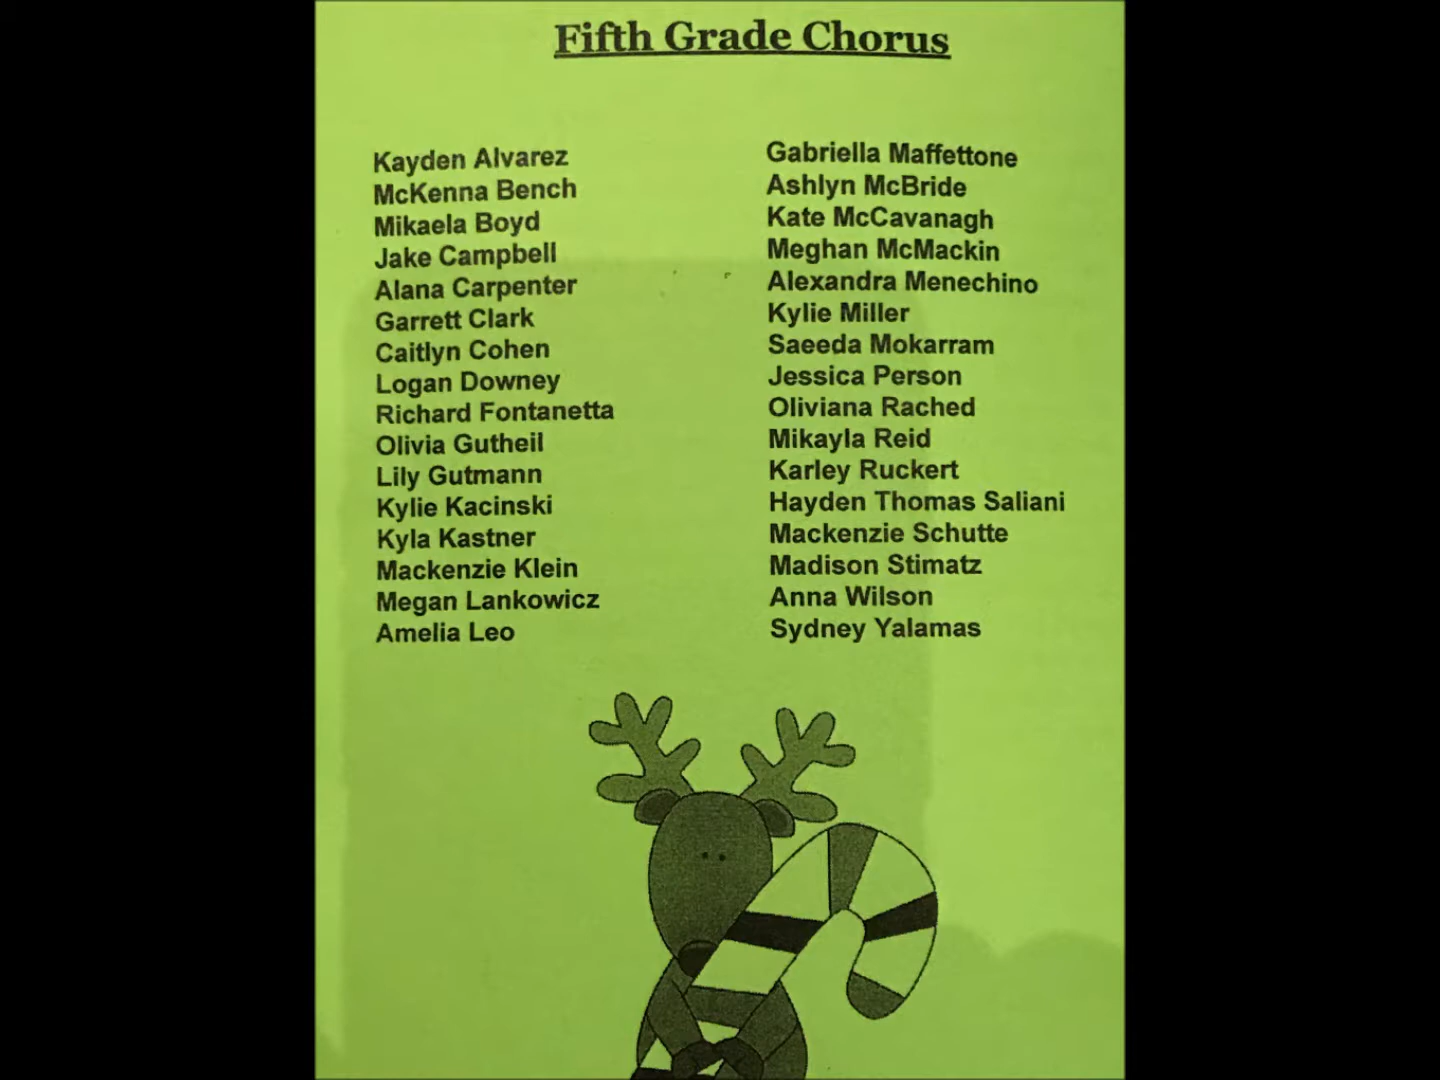 Fifth Grade Chorus
Kayden Alvarez
McKenna Bench
Mikaela Boyd
Jake Campbell
Alana Carpenter
Garrett Clark
Caitlyn Cohen
Logan Downey
Richard Fontanetta
Olivia Gutheil
Lily Gutmann
Kylie Kacinski
Kyla Kastner
Mackenzie Klein
Megan Lankowicz
Amelia Leo
Gabriella Maffettone
Ashlyn McBride
Kate McCavanagh
Meghan McMackin
Alexandra Menechino
Kylie Miller
Saeeda Mokarram
Jessica Person
Oliviana Rached
Mikayla Reid
Karley Ruckert
Hayden Thomas Saliani
Mackenzie Schutte
Madison Stimatz
Anna Wilson
Sydney Yalamas